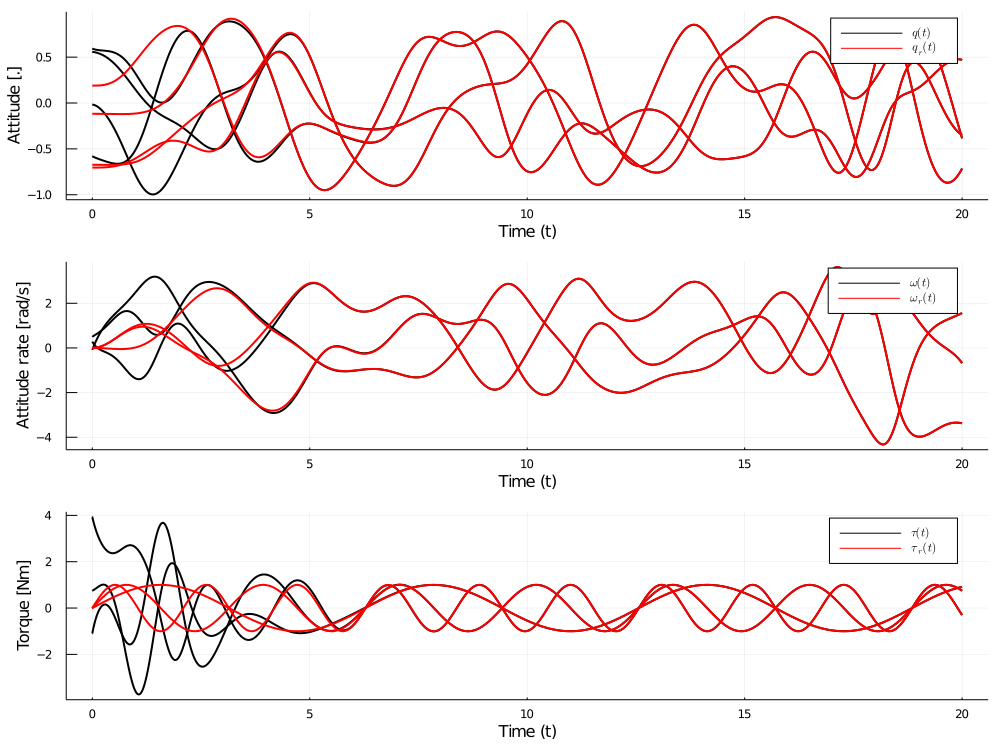 Attitude [.]
0.5
0.0
−0.5
−1.0
q(t)
q_r(t)
0 5 10 15 20
Time (t)
Attitude rate [rad/s]
2
0
−2
−4
ω(t)
ω_r(t)
0 5 10 15 20
Time (t)
Torque [Nm]
4
2
0
−2
τ(t)
τ_r(t)
0 5 10 15 20
Time (t)